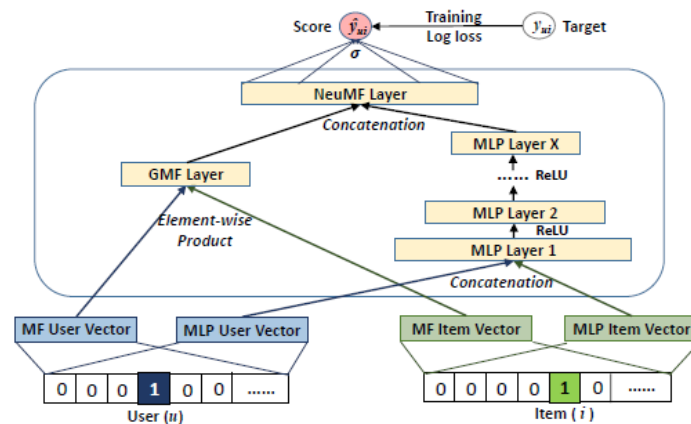 Score ŷui Training yui Target
Log loss
σ
NeuMF Layer
Concatenation
MLP Layer X
GMF Layer
...... ReLU
Element-wise
Product
MLP Layer 2
ReLU
MLP Layer 1
Concatenation
MF User Vector MLP User Vector MF Item Vector MLP Item Vector
0 0 0 1 0 0 ...... 0 0 0 0 1 0 ......
User (u) Item ( i )